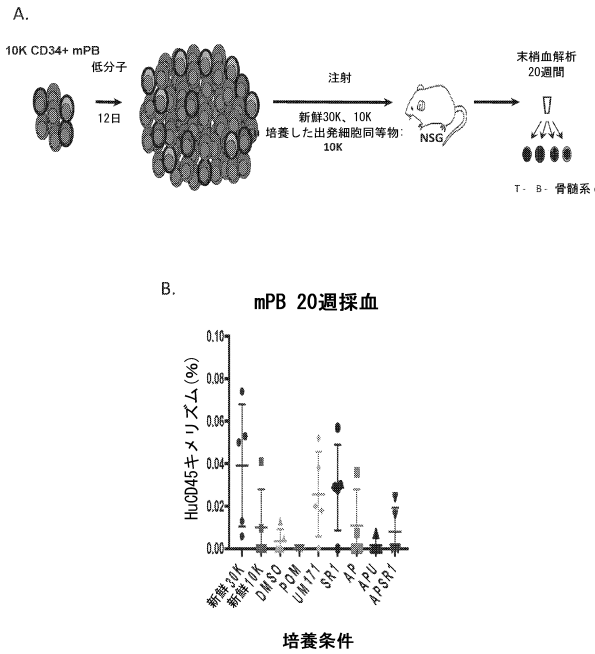 A.
10K CD34+ mPB
低分子
12日
注射
新鮮30K、10K
培養した出発細胞同等物:
10K
NSG
末梢血解析
20週間
T- B- 骨髄系
B.
mPB 20週採血
HuCD45キメリズム(%)
0.10
0.08
0.06
0.04
0.02
0.00
新鮮30K
新鮮10K
DMSO
POM
UM171
SR1
AP
APU
APSR1
培養条件